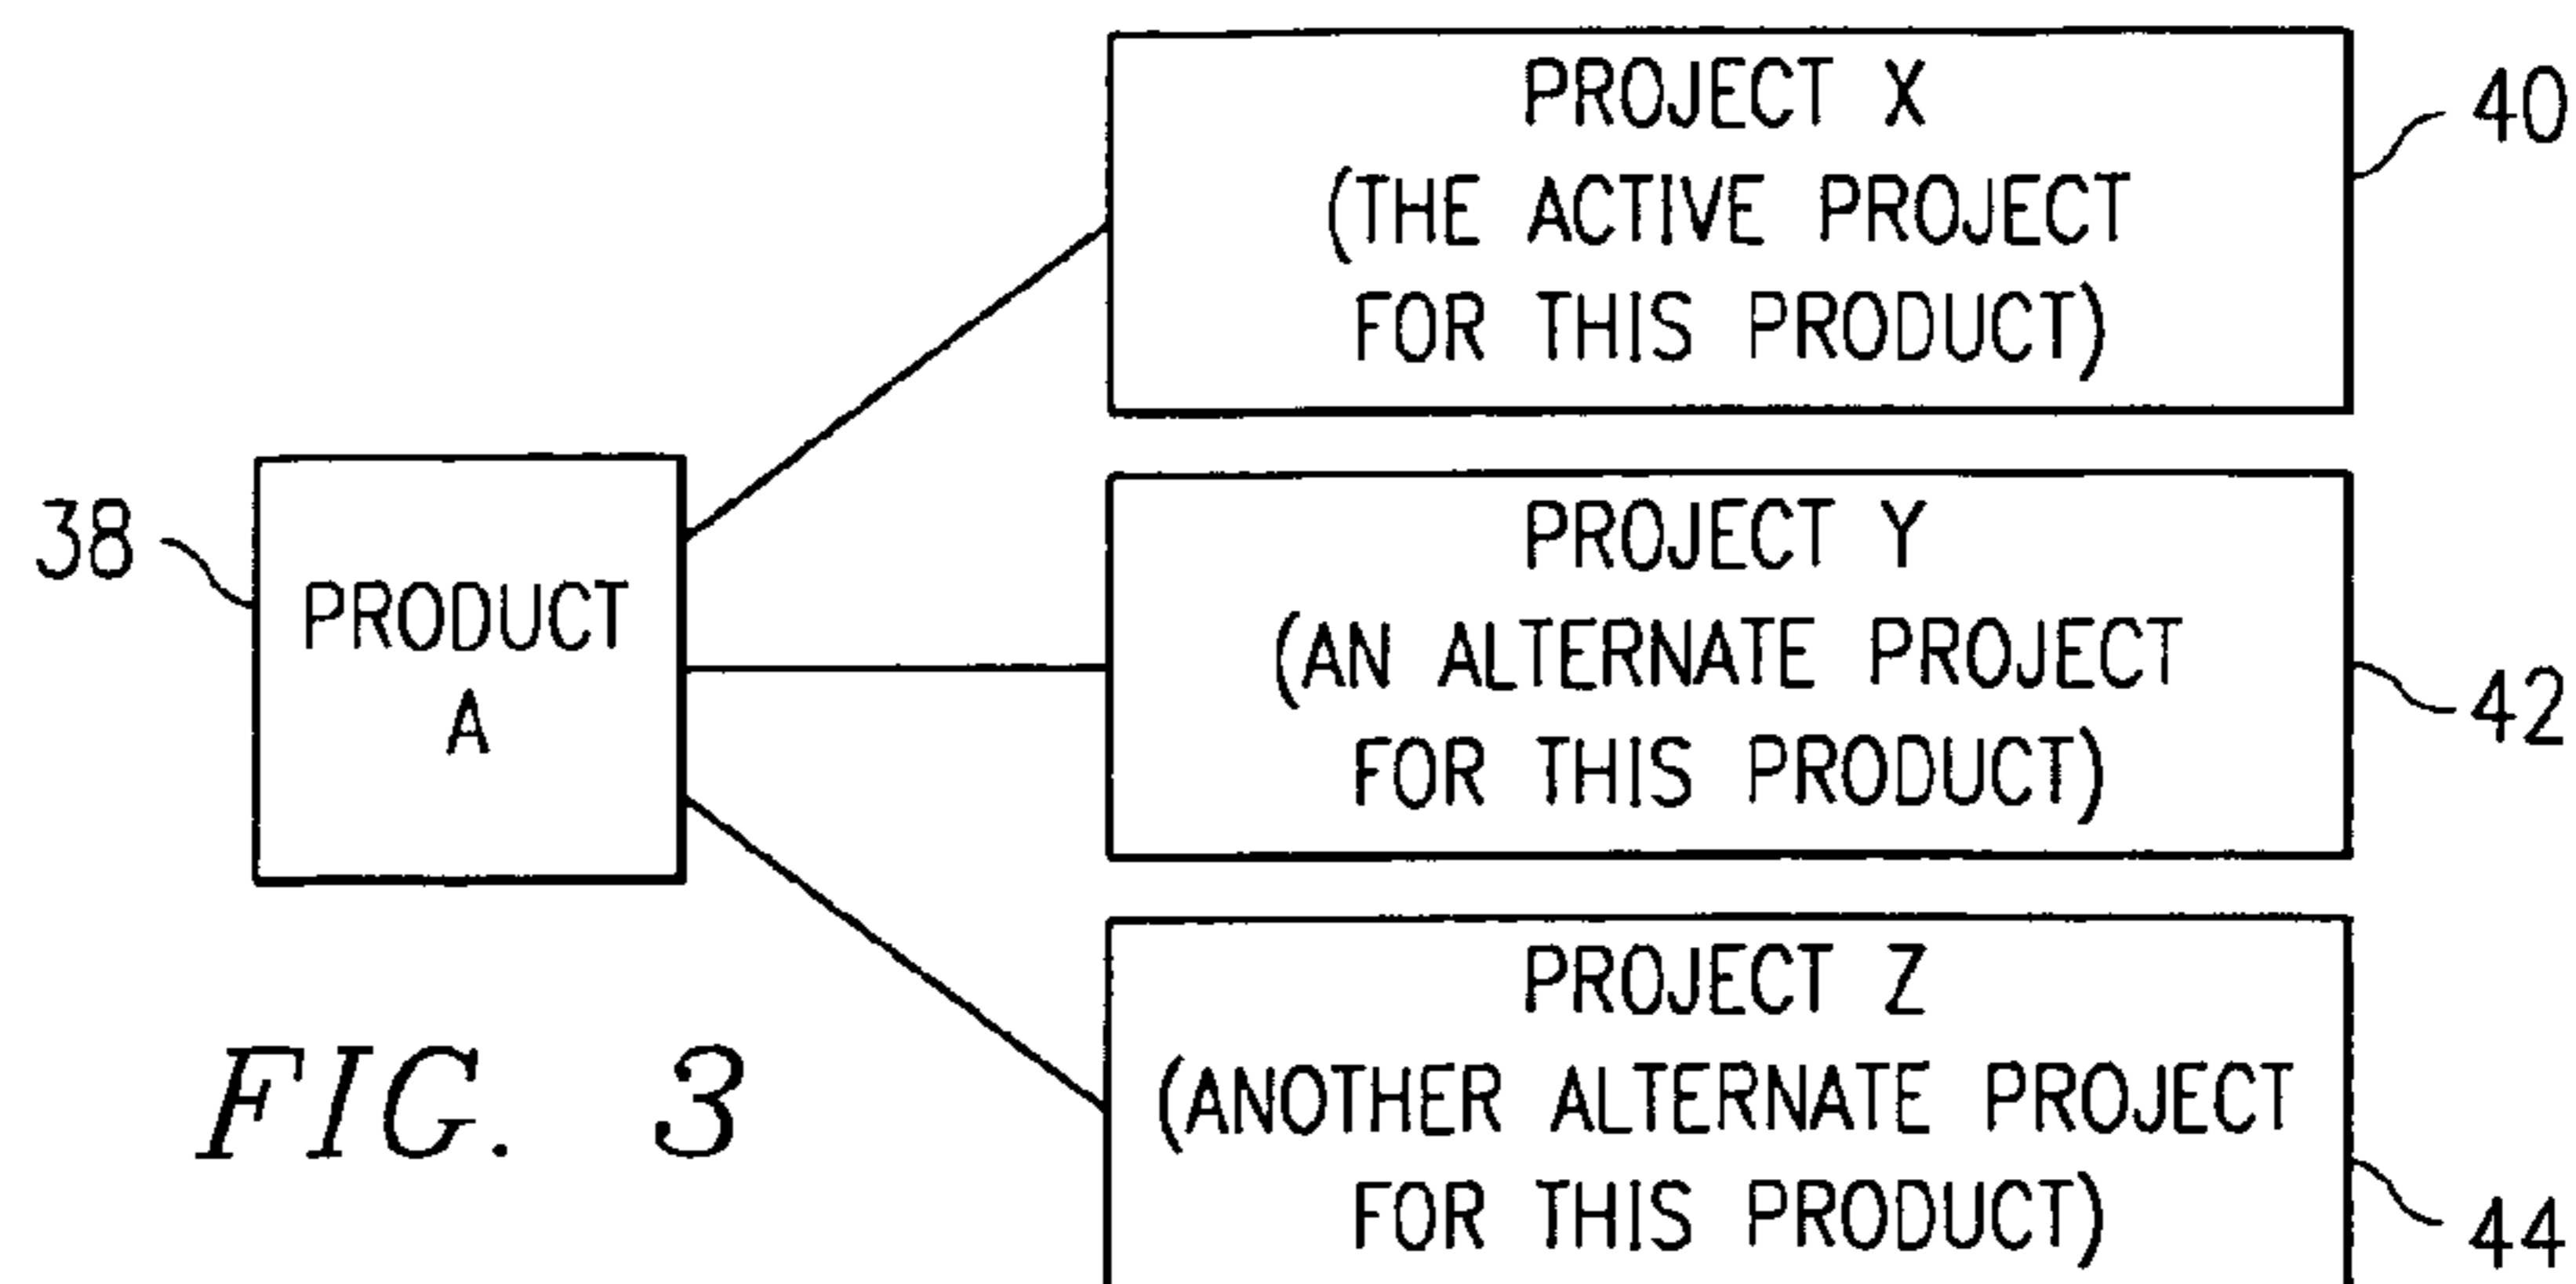 PROJECT X
(THE ACTIVE PROJECT
FOR THIS PRODUCT)
40
38
PRODUCT
A
PROJECT Y
(AN ALTERNATE PROJECT
FOR THIS PRODUCT)
42
PROJECT Z
(ANOTHER ALTERNATE PROJECT
FOR THIS PRODUCT)
44
FIG. 3